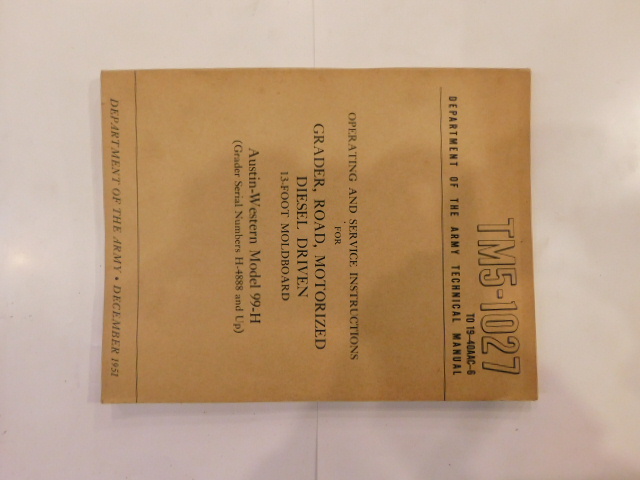 TM5-1027
TO 19-40AAC-6
DEPARTMENT OF THE ARMY TECHNICAL MANUAL
OPERATING AND SERVICE INSTRUCTIONS
FOR
GRADER, ROAD, MOTORIZED
DIESEL DRIVEN
13-FOOT MOLDBOARD
Austin-Western Model 99-H
(Grader Serial Numbers H-4888 and Up)
DEPARTMENT OF THE ARMY • DECEMBER 1951